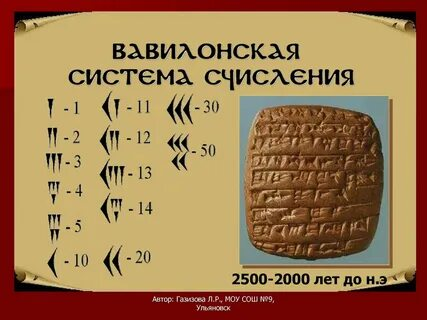 ВАВИЛОНСКАЯ
СИСТЕМА СЧИСЛЕНИЯ
- 1
- 2
- 3
- 4
- 5
- 10
- 11
- 12
- 13
- 14
- 20
- 30
- 50
2500-2000 лет до н.э
Автор: Газизова Л.Р., МОУ СОШ №9,
Ульяновск